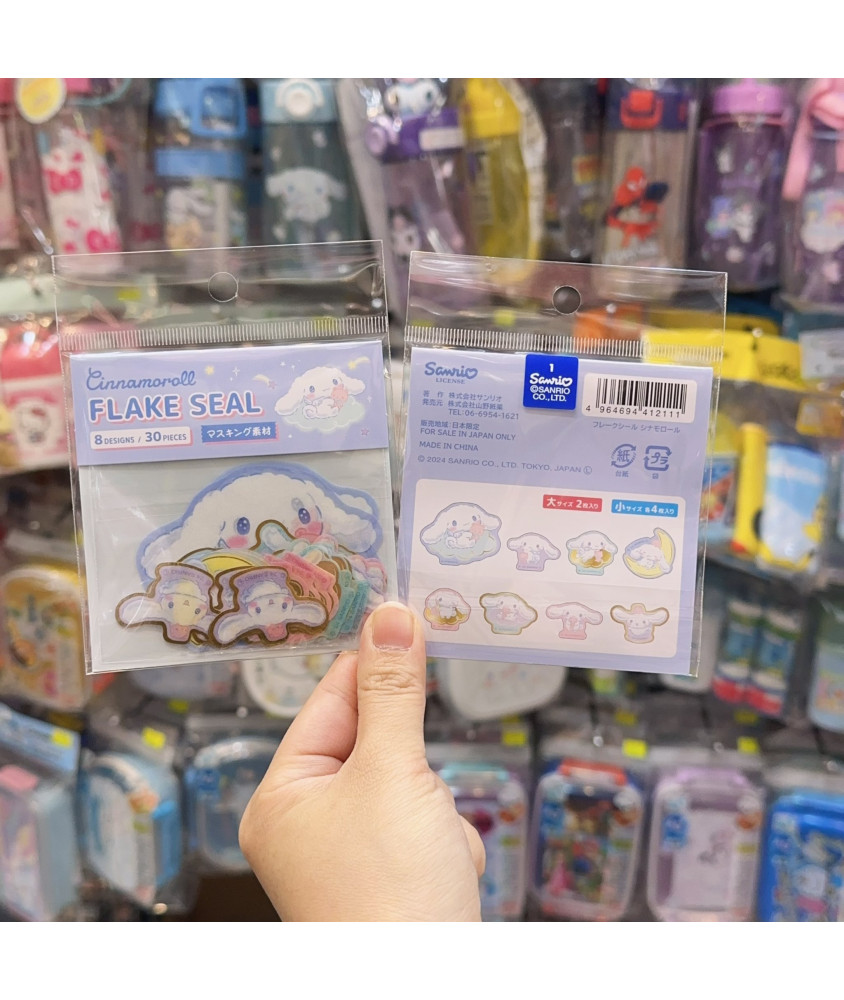 Cinnamoroll
FLAKE SEAL
8 DESIGNS / 30 PIECES
マスキング素材
Sanrio
LICENSE
著 作 株式会社サンリオ
発売元 株式会社山野紙業
TEL:06-6954-1621
販売地域:日本限定
FOR SALE IN JAPAN ONLY
MADE IN CHINA
© 2024 SANRIO CO., LTD. TOKYO, JAPAN Ⓛ
1
Sanrio
©SANRIO
CO., LTD.
4 964694 412111
フレークシール シナモロール
紙
台紙
プラ
袋
大サイズ 2枚入り
小サイズ 各4枚入り